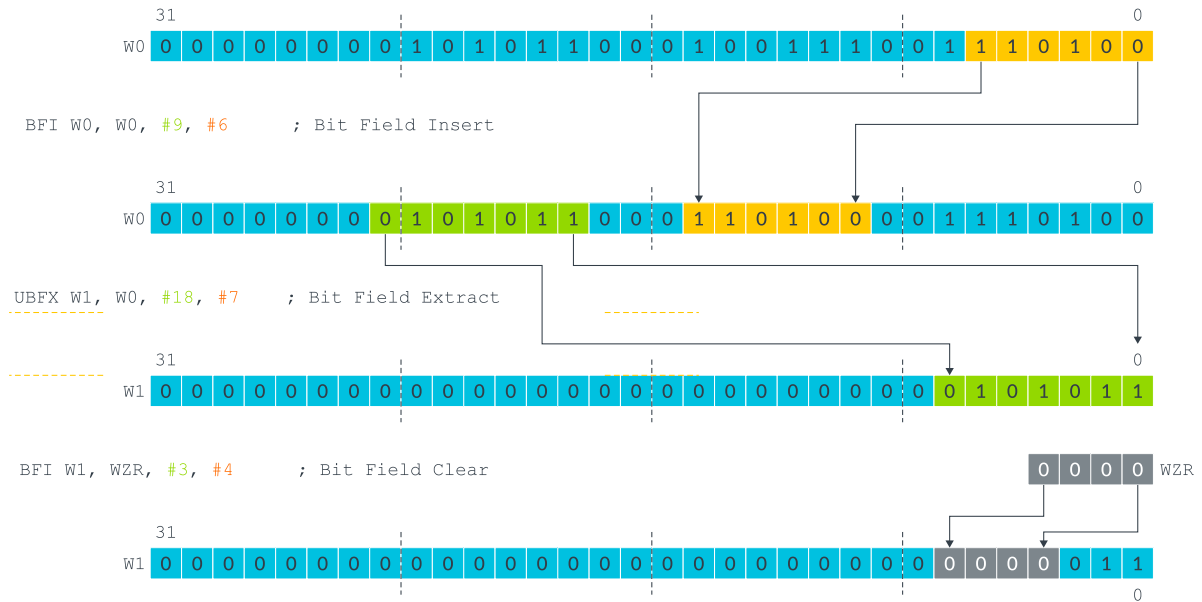 31 0
W0 0 0 0 0 0 0 0 0 1 0 1 0 1 1 0 0 0 1 0 0 1 1 1 0 0 1 1 1 0 1 0 0
BFI W0, W0, #9, #6 ; Bit Field Insert
31 0
W0 0 0 0 0 0 0 0 0 1 0 1 0 1 1 0 0 0 1 1 0 1 0 0 0 0 1 1 1 0 1 0 0
UBFX W1, W0, #18, #7 ; Bit Field Extract
31 0
W1 0 0 0 0 0 0 0 0 0 0 0 0 0 0 0 0 0 0 0 0 0 0 0 0 0 0 1 0 1 0 1 1
BFI W1, WZR, #3, #4 ; Bit Field Clear 0 0 0 0 WZR
31
W1 0 0 0 0 0 0 0 0 0 0 0 0 0 0 0 0 0 0 0 0 0 0 0 0 0 0 0 0 0 0 1 1
0